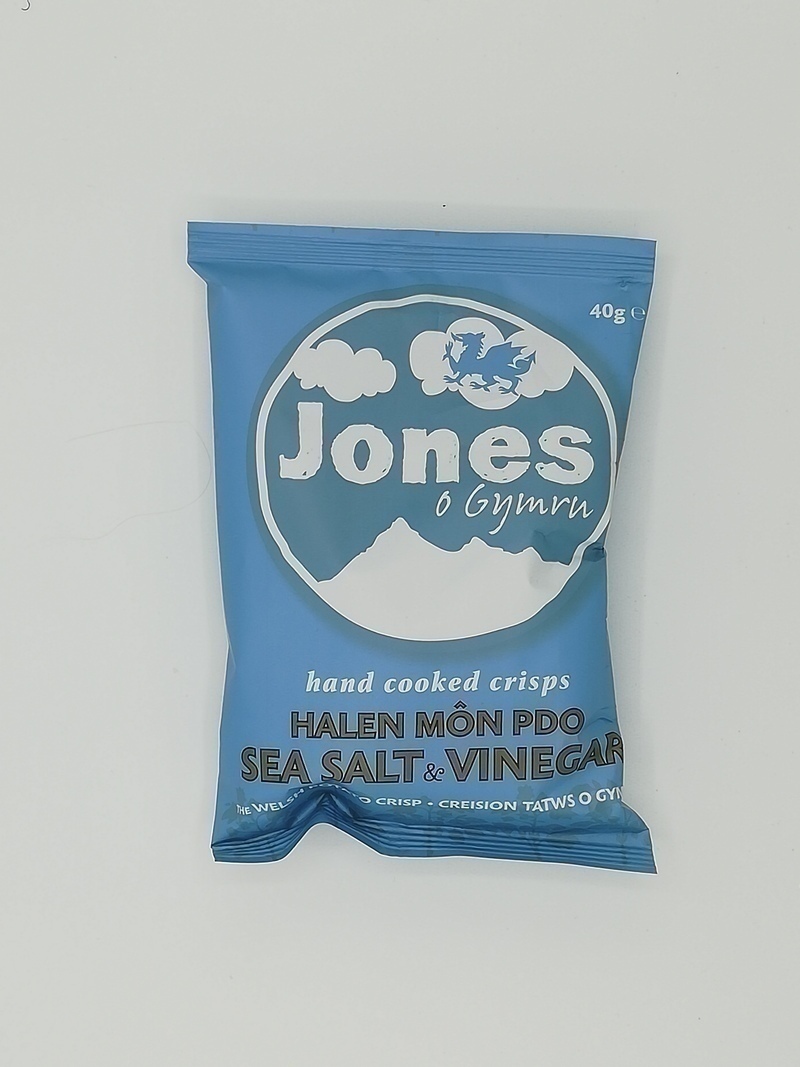 40g ℮
Jones
o Gymru
hand cooked crisps
HALEN MÔN PDO
SEA SALT & VINEGAR
THE WELSH CRISP • CREISION TATWS O